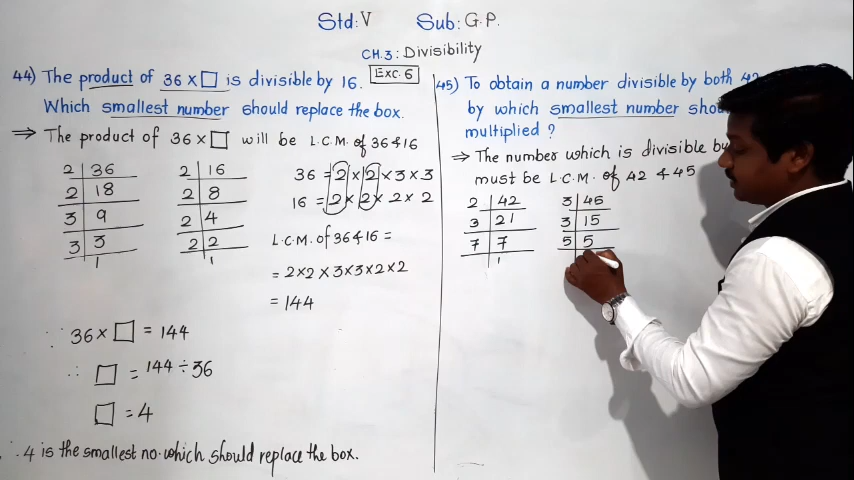 Std: V Sub: G.P.
CH.3: Divisibility
Exc. 6
44) The product of 36 × □ is divisible by 16.
Which smallest number should replace the box.
⇒ The product of 36 × □ will be L.C.M. of 36 & 16
2 | 36
2 | 18
3 | 9
3 | 3
1
2 | 16
2 | 8
2 | 4
2 | 2
1
36 = 2 × 2 × 3 × 3
16 = 2 × 2 × 2 × 2
L.C.M. of 36 & 16 =
= 2×2 × 3×3×2×2
= 144
∵ 36 × □ = 144
∴ □ = 144 ÷ 36
□ = 4
∴ 4 is the smallest no. which should replace the box.
45) To obtain a number divisible by both 42
by which smallest number
multiplied ?
⇒ The number which is divisible by
must be L.C.M. of 42 & 45
2 | 42
3 | 21
7 | 7
1
3 | 45
3 | 15
5 | 5